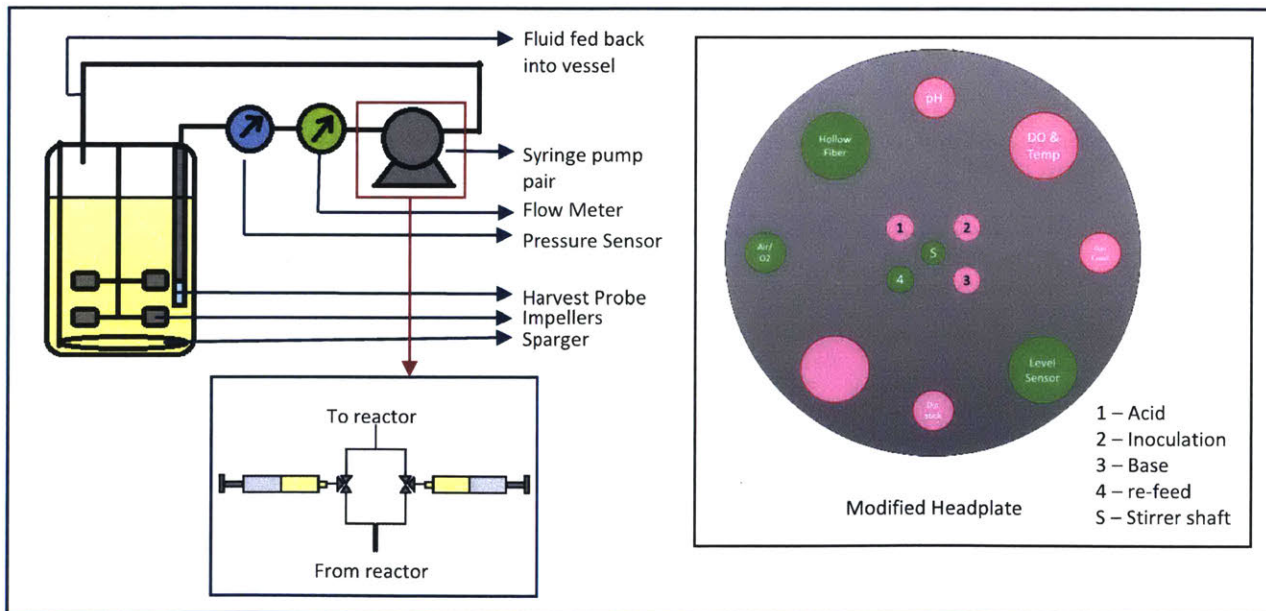 Fluid fed back
into vessel
Syringe pump
pair
Flow Meter
Pressure Sensor
Harvest Probe
Impellers
Sparger
To reactor
From reactor
pH
Hollow
Fiber
DO &
Temp
1
2
Air/
O2
S
4
3
Level
Sensor
Dip
stick
1 – Acid
2 – Inoculation
3 – Base
4 – re-feed
S – Stirrer shaft
Modified Headplate